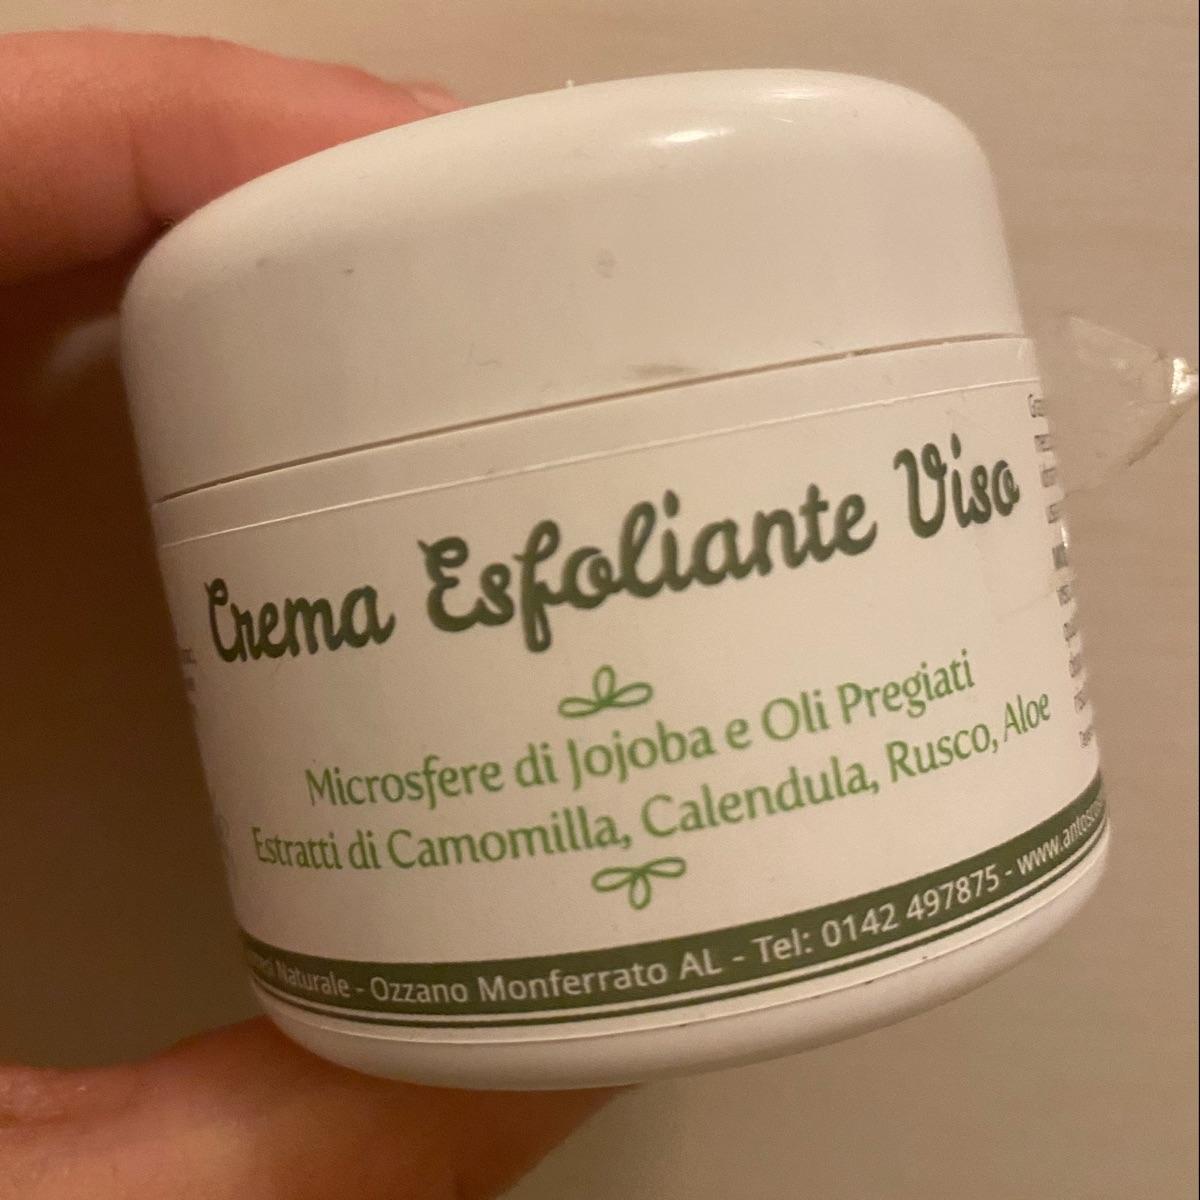 Crema Esfoliante Viso
Microsfere di Jojoba e Oli Pregiati
Estratti di Camomilla, Calendula, Rusco, Aloe
Naturale - Ozzano Monferrato AL - Tel: 0142 497875 - www.antosc